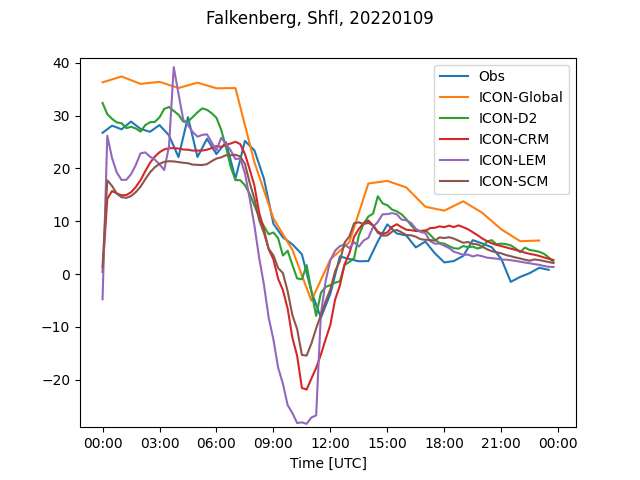 Falkenberg, Shfl, 20220109
Obs
ICON-Global
ICON-D2
ICON-CRM
ICON-LEM
ICON-SCM
40
30
20
10
0
−10
−20
00:00 03:00 06:00 09:00 12:00 15:00 18:00 21:00 00:00
Time [UTC]